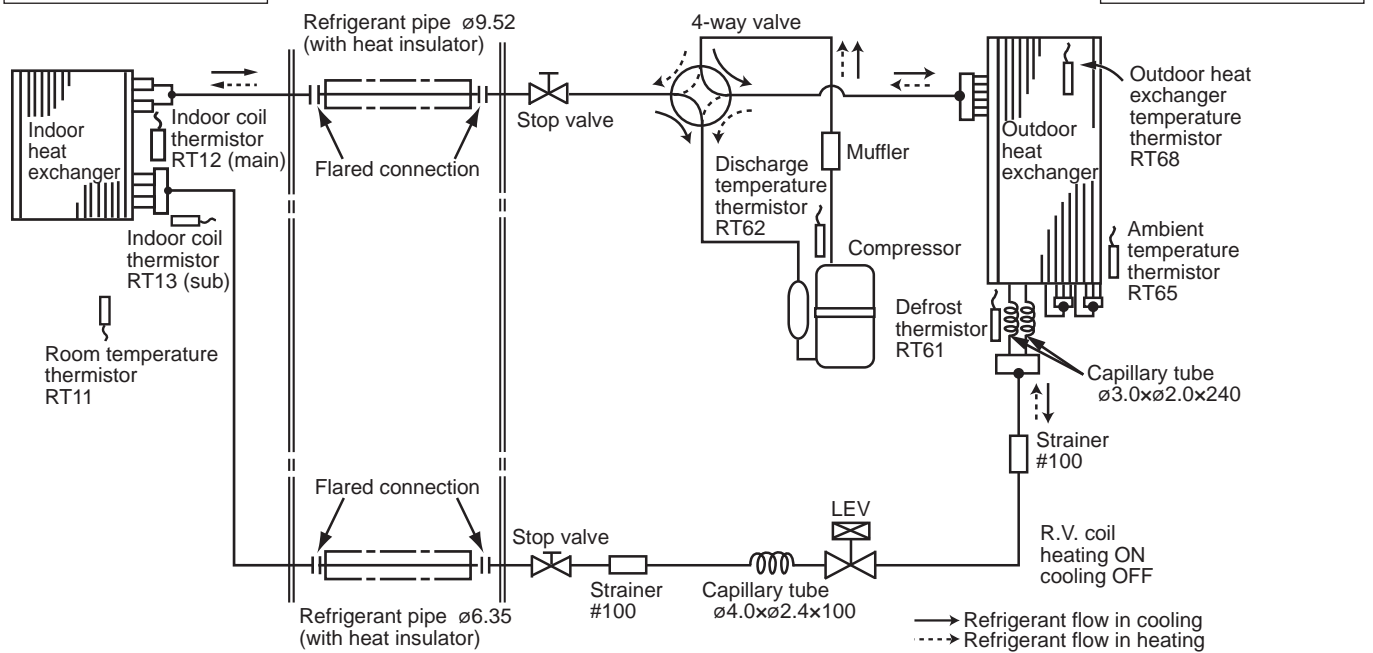 Refrigerant pipe ø9.52
(with heat insulator)
4-way valve
Indoor
heat
exchanger
Indoor coil
thermistor
RT12 (main)
Flared connection
Stop valve
Muffler
Discharge
temperature
thermistor
RT62
Compressor
Outdoor
heat
exchanger
Outdoor heat
exchanger
temperature
thermistor
RT68
Indoor coil
thermistor
RT13 (sub)
Room temperature
thermistor
RT11
Ambient
temperature
thermistor
RT65
Defrost
thermistor
RT61
Capillary tube
ø3.0×ø2.0×240
Strainer
#100
Flared connection
Stop valve
Strainer
#100
Capillary tube
ø4.0×ø2.4×100
LEV
R.V. coil
heating ON
cooling OFF
Refrigerant pipe ø6.35
(with heat insulator)
Refrigerant flow in cooling
Refrigerant flow in heating